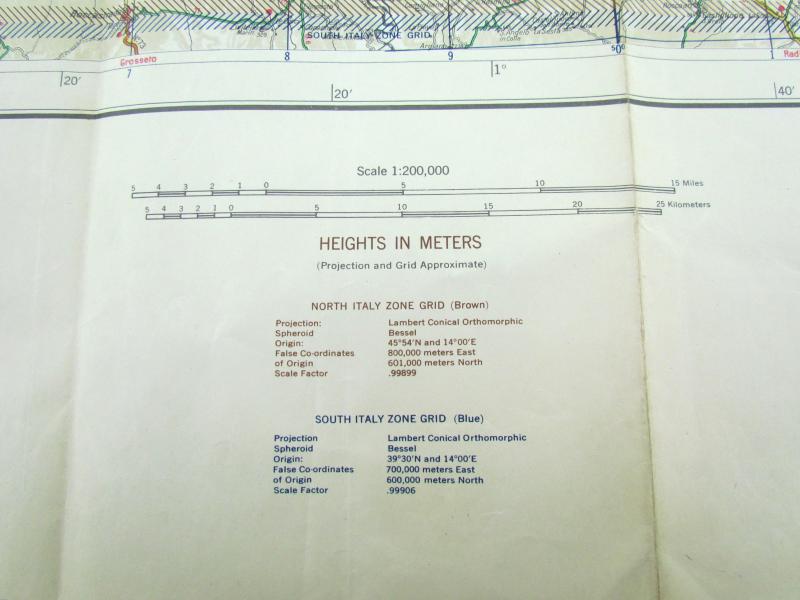 SOUTH ITALY ZONE GRID
Grosseto 7 8 9 50° 1 Rad
20' 1°
20' 40'
Scale 1:200,000
5 4 3 2 1 0 5 10 15 Miles
5 4 3 2 1 0 5 10 15 20 25 Kilometers
HEIGHTS IN METERS
(Projection and Grid Approximate)
NORTH ITALY ZONE GRID (Brown)
Projection: Lambert Conical Orthomorphic
Spheroid Bessel
Origin: 45°54'N and 14°00'E
False Co-ordinates 800,000 meters East
of Origin 601,000 meters North
Scale Factor .99899
SOUTH ITALY ZONE GRID (Blue)
Projection Lambert Conical Orthomorphic
Spheroid Bessel
Origin: 39°30'N and 14°00'E
False Co-ordinates 700,000 meters East
of Origin 600,000 meters North
Scale Factor .99906